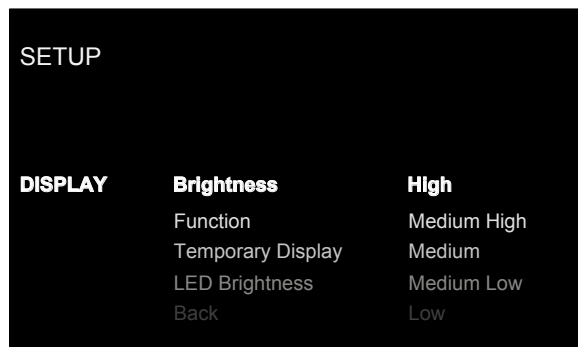 SETUP
DISPLAY Brightness High
Function Medium High
Temporary Display Medium
LED Brightness Medium Low
Back Low